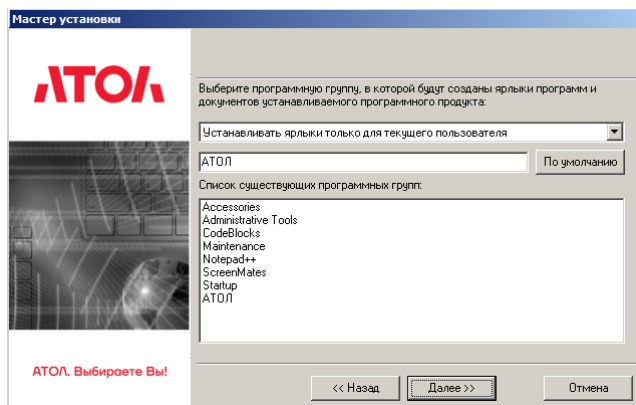 Мастер установки
АТОЛ
Выберите программную группу, в которой будут созданы ярлыки программ и
документов устанавливаемого программного продукта:
Устанавливать ярлыки только для текущего пользователя
АТОЛ
По умолчанию
Список существующих программных групп:
Accessories
Administrative Tools
CodeBlocks
Maintenance
Notepad++
ScreenMates
Startup
АТОЛ
АТОЛ. Выбираете Вы!
<< Назад
Далее >>
Отмена